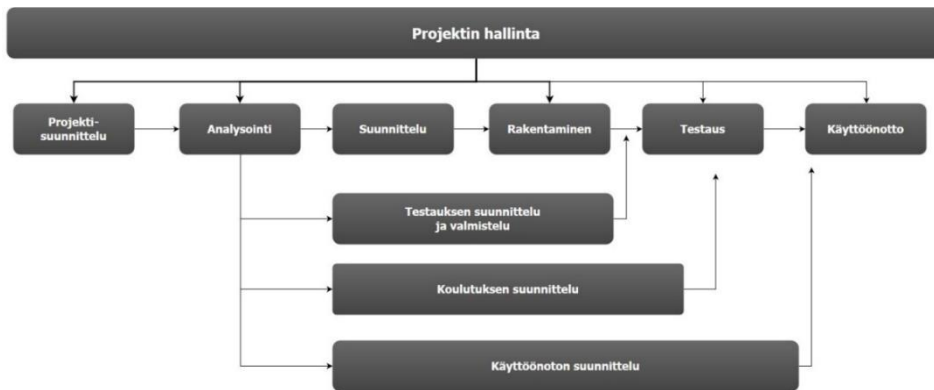 Projektin hallinta
Projekti-
suunnittelu
Analysointi
Suunnittelu
Rakentaminen
Testaus
Käyttöönotto
Testauksen suunnittelu
ja valmistelu
Koulutuksen suunnittelu
Käyttöönoton suunnittelu